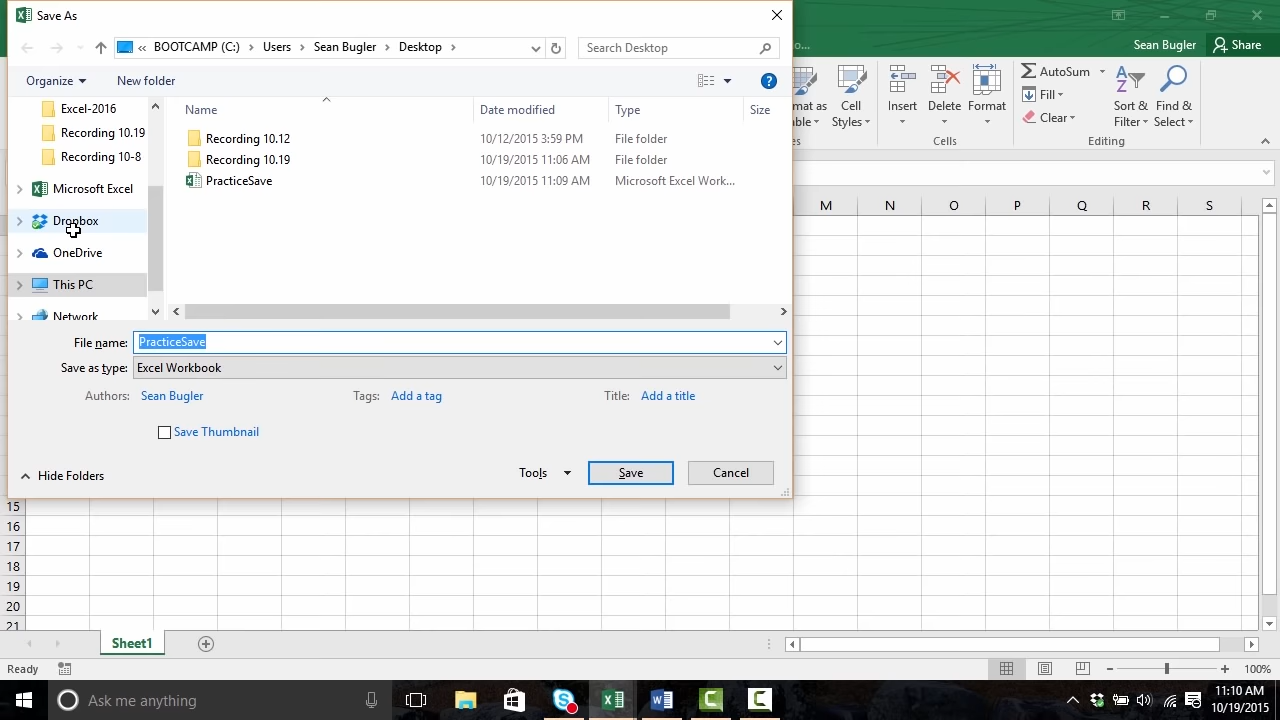 Save As
« BOOTCAMP (C:) > Users > Sean Bugler > Desktop >
Search Desktop
o...
Sean Bugler
Share
Organize
New folder
?
Excel-2016
Recording 10.19
Recording 10-8
Microsoft Excel
Dropbox
OneDrive
This PC
Network
Name
Date modified
Type
Size
Recording 10.12
10/12/2015 3:59 PM
File folder
Recording 10.19
10/19/2015 11:06 AM
File folder
PracticeSave
10/19/2015 11:09 AM
Microsoft Excel Work...
File name:
PracticeSave
Save as type:
Excel Workbook
Authors:
Sean Bugler
Tags:
Add a tag
Title:
Add a title
Save Thumbnail
Hide Folders
Tools
Save
Cancel
mat as
able
Cell
Styles
es
Insert
Delete
Format
Cells
AutoSum
Fill
Clear
Sort &
Filter
Find &
Select
Editing
M N O P Q R S
15
16
17
18
19
20
21
Sheet1
Ready
100%
Ask me anything
11:10 AM
10/19/2015